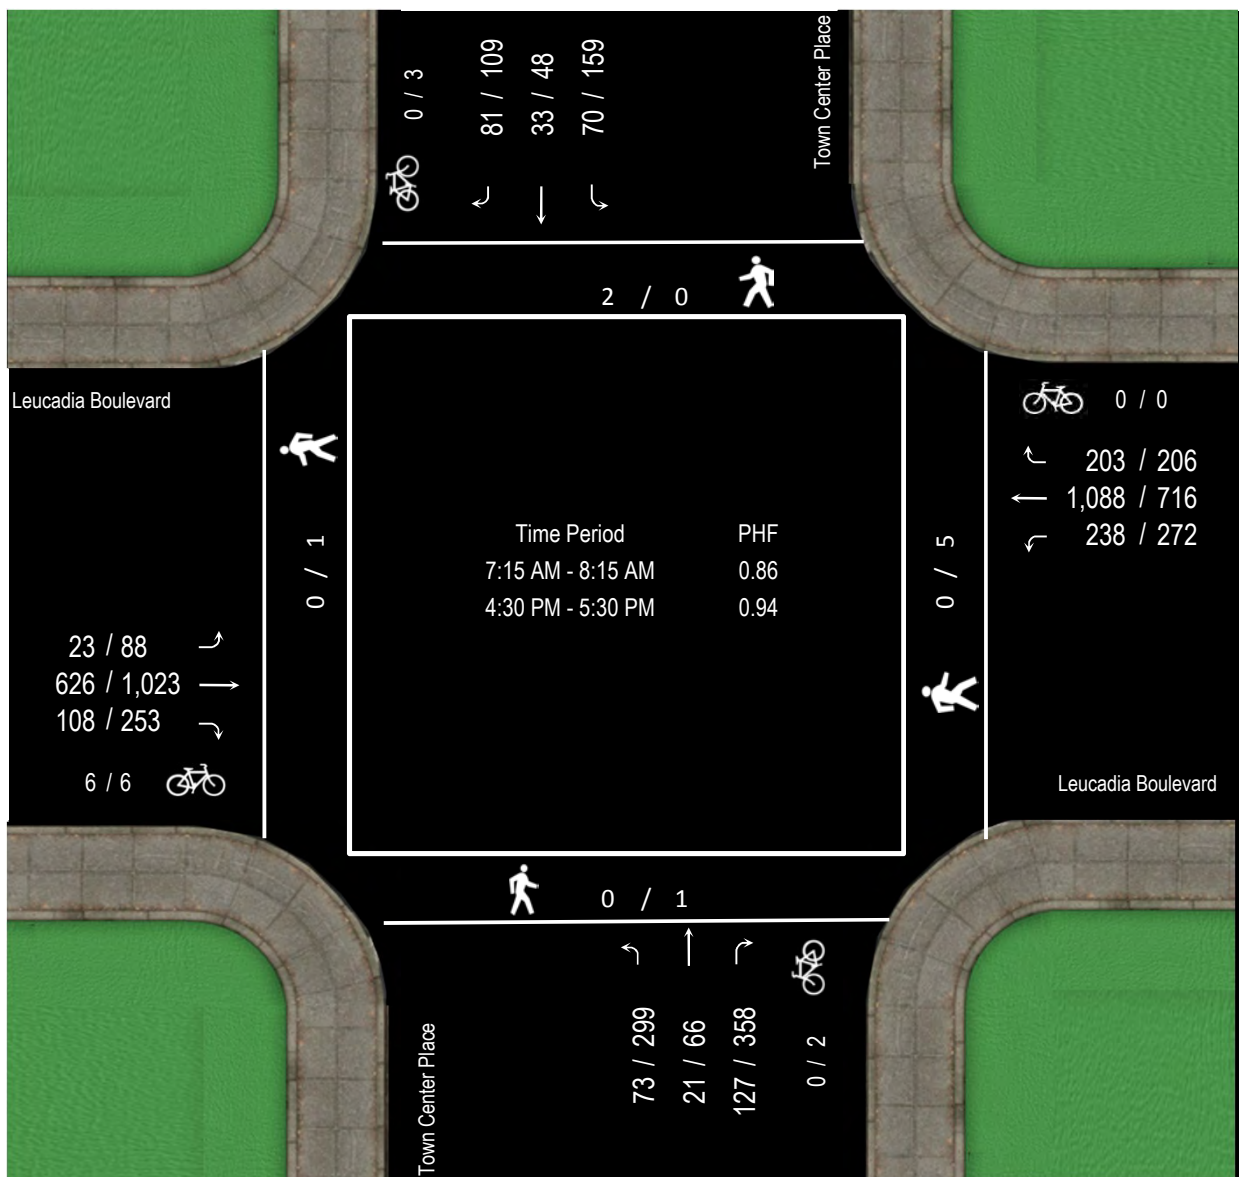 0 / 3
81 / 109
33 / 48
70 / 159
Town Center Place
2 / 0
Leucadia Boulevard
0 / 0
203 / 206
1,088 / 716
238 / 272
0 / 1
Time Period PHF
7:15 AM - 8:15 AM 0.86
4:30 PM - 5:30 PM 0.94
0 / 5
23 / 88
626 / 1,023
108 / 253
6 / 6
Leucadia Boulevard
0 / 1
Town Center Place
73 / 299
21 / 66
127 / 358
0 / 2